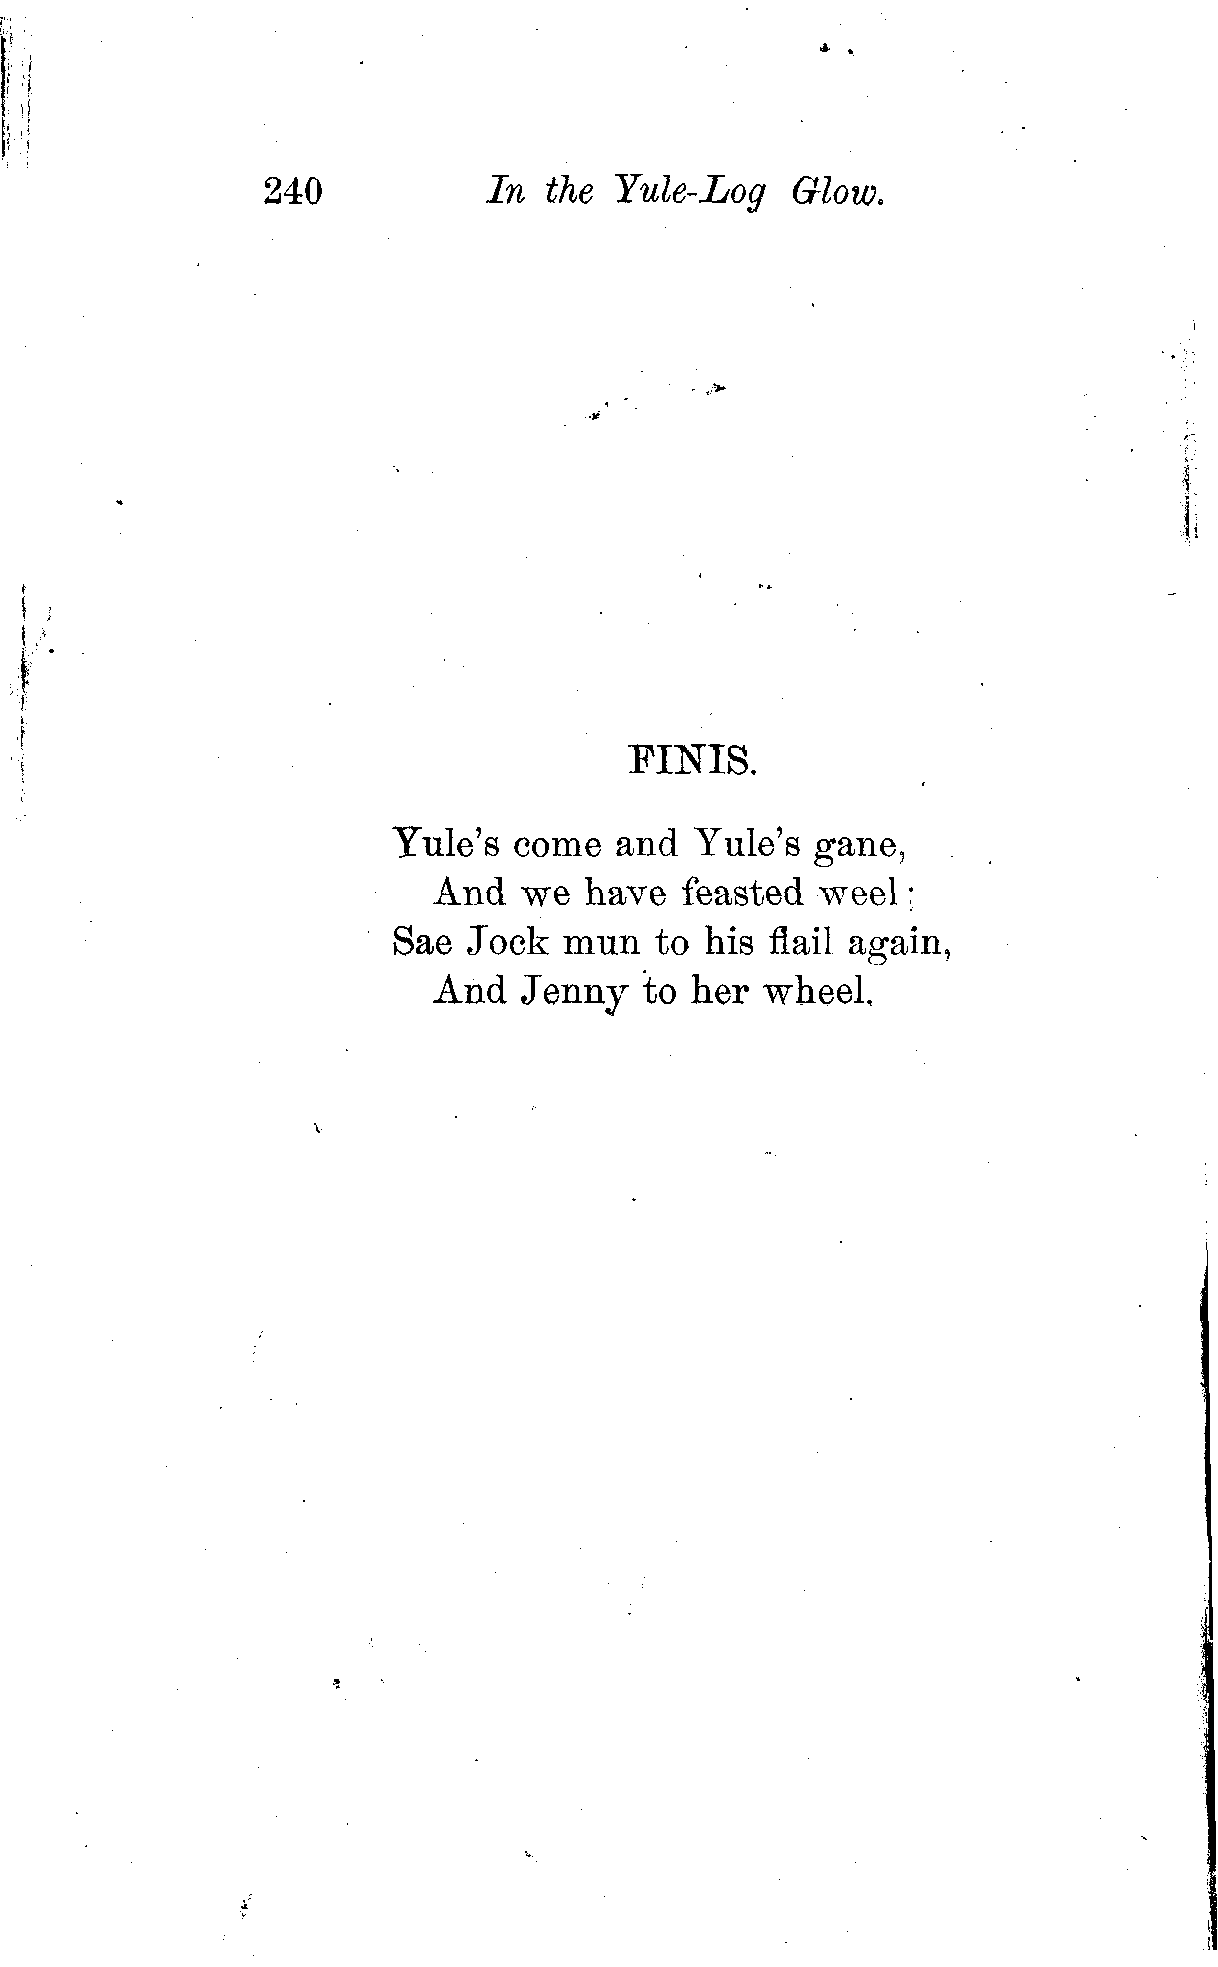 240 In the Yule-Log Glow.
FINIS.
Yule's come and Yule's gane,
And we have feasted weel;
Sae Jock mun to his flail again,
And Jenny to her wheel.